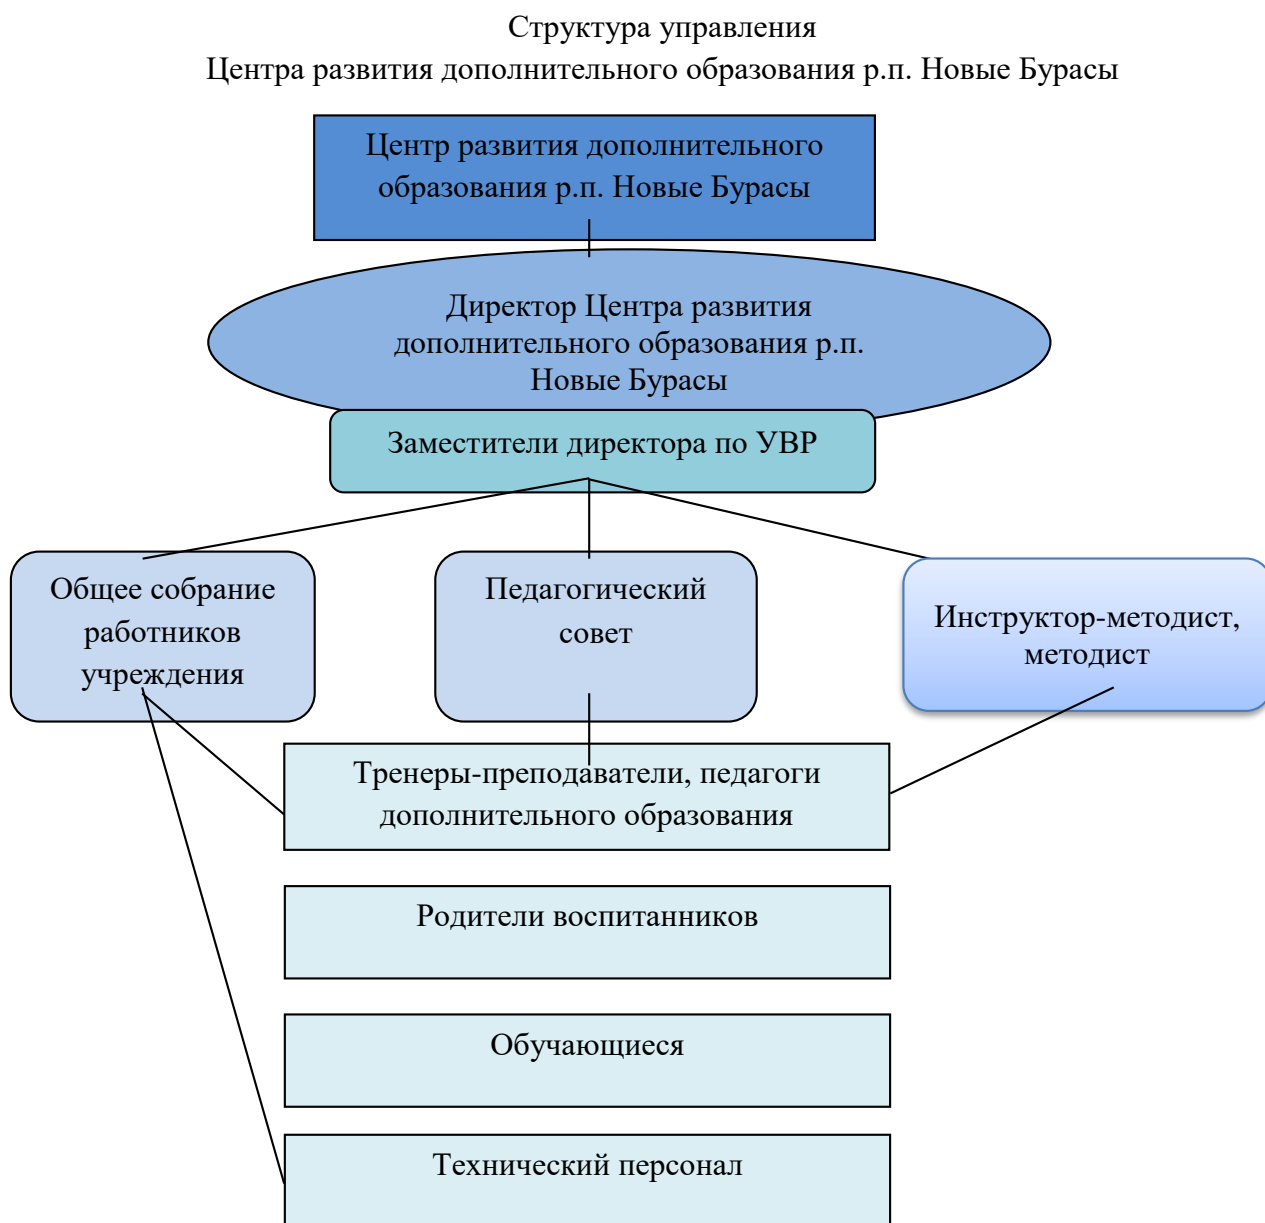 Структура управления
Центра развития дополнительного образования р.п. Новые Бурасы
Центр развития дополнительного
образования р.п. Новые Бурасы
Директор Центра развития
дополнительного образования р.п.
Новые Бурасы
Заместители директора по УВР
Общее собрание
работников
учреждения
Педагогический
совет
Инструктор-методист,
методист
Тренеры-преподаватели, педагоги
дополнительного образования
Родители воспитанников
Обучающиеся
Технический персонал